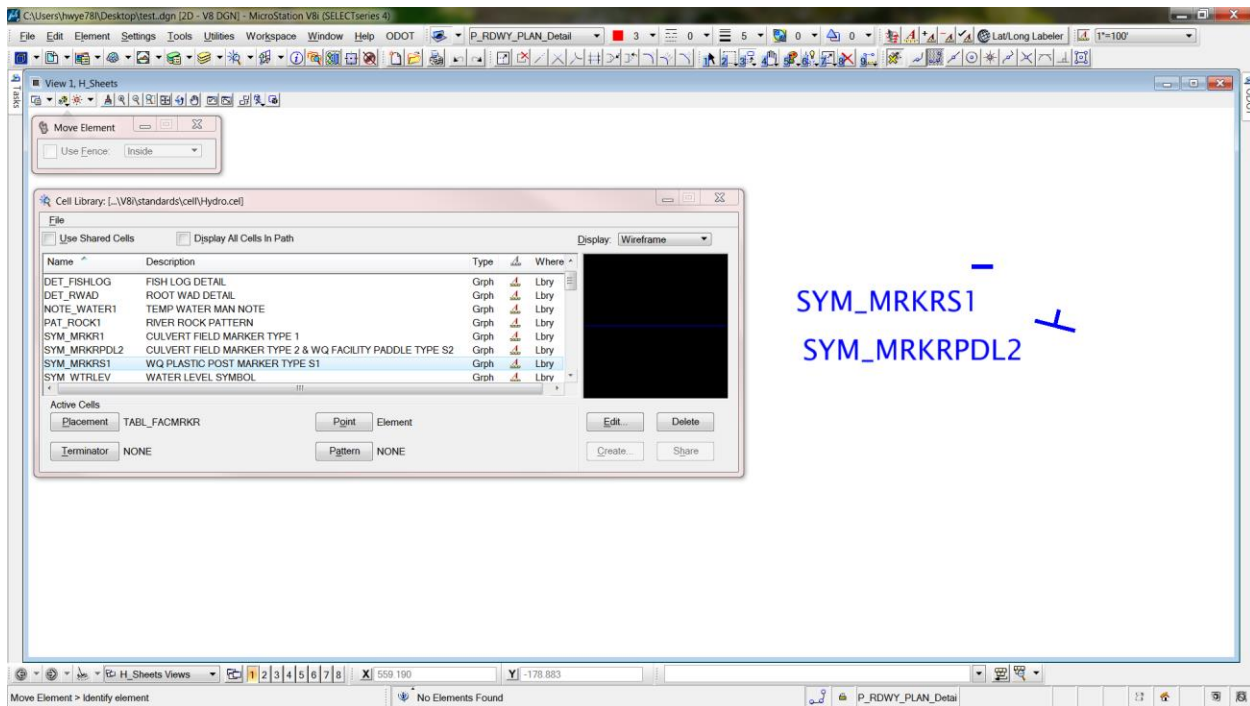 C:\Users\hwye78l\Desktop\test..dgn [2D - V8 DGN] - MicroStation V8i (SELECTseries 4)
File Edit Element Settings Tools Utilities Workspace Window Help ODOT P_RDWY_PLAN_Detail 3 0 5 0 0 Lat/Long Labeler 1"=100'
View 1, H_Sheets
Tasks
Move Element
Use Fence: Inside
Cell Library: [...\V8i\standards\cell\Hydro.cel]
File
Use Shared Cells Display All Cells In Path Display: Wireframe
Name Description Type Where
DET_FISHLOG FISH LOG DETAIL Grph Lbry
DET_RWAD ROOT WAD DETAIL Grph Lbry
NOTE_WATER1 TEMP WATER MAN NOTE Grph Lbry
PAT_ROCK1 RIVER ROCK PATTERN Grph Lbry
SYM_MRKR1 CULVERT FIELD MARKER TYPE 1 Grph Lbry
SYM_MRKRPDL2 CULVERT FIELD MARKER TYPE 2 & WQ FACILITY PADDLE TYPE S2 Grph Lbry
SYM_MRKRS1 WQ PLASTIC POST MARKER TYPE S1 Grph Lbry
SYM_WTRLEV WATER LEVEL SYMBOL Grph Lbry
Active Cells
Placement TABL_FACMRKR Point Element Edit... Delete
Terminator NONE Pattern NONE Create... Share
SYM_MRKRS1
SYM_MRKRPDL2
H_Sheets Views 1 2 3 4 5 6 7 8 X 559.190 Y -178.883
Move Element > Identify element No Elements Found P_RDWY_PLAN_Detai